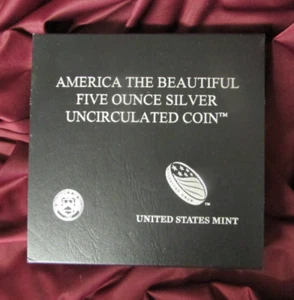 AMERICA THE BEAUTIFUL
FIVE OUNCE SILVER
UNCIRCULATED COIN™
UNITED STATES MINT